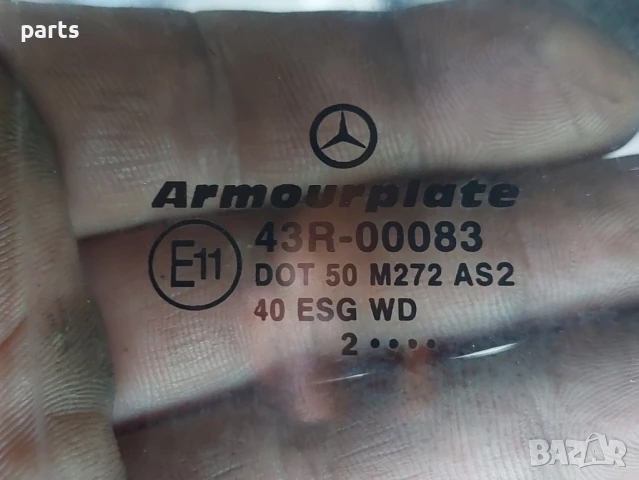 parts
Armourplate
E11
43R-00083
DOT 50 M272 AS2
40 ESG WD
2 ••••
BAZAR